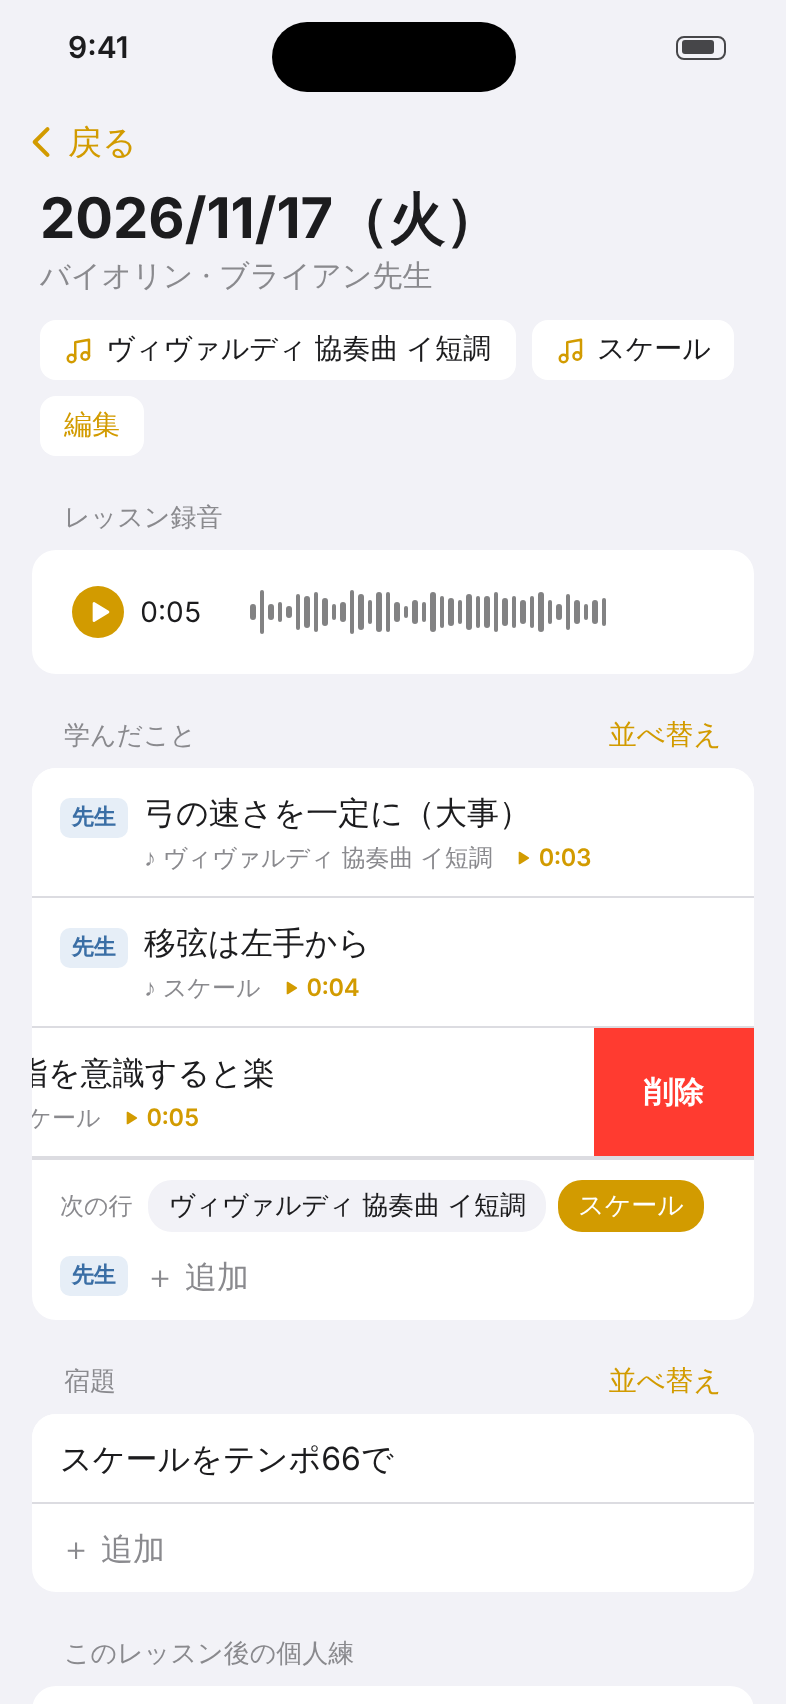 9:41
戻る
2026/11/17（火）
バイオリン · ブライアン先生
ヴィヴァルディ 協奏曲 イ短調
スケール
編集
レッスン録音
0:05
学んだこと
並べ替え
先生 弓の速さを一定に（大事）
♪ ヴィヴァルディ 協奏曲 イ短調 0:03
先生 移弦は左手から
♪ スケール 0:04
を意識すると楽
ケール 0:05
削除
次の行 ヴィヴァルディ 協奏曲 イ短調 スケール
先生 + 追加
宿題
並べ替え
スケールをテンポ66で
+ 追加
このレッスン後の個人練